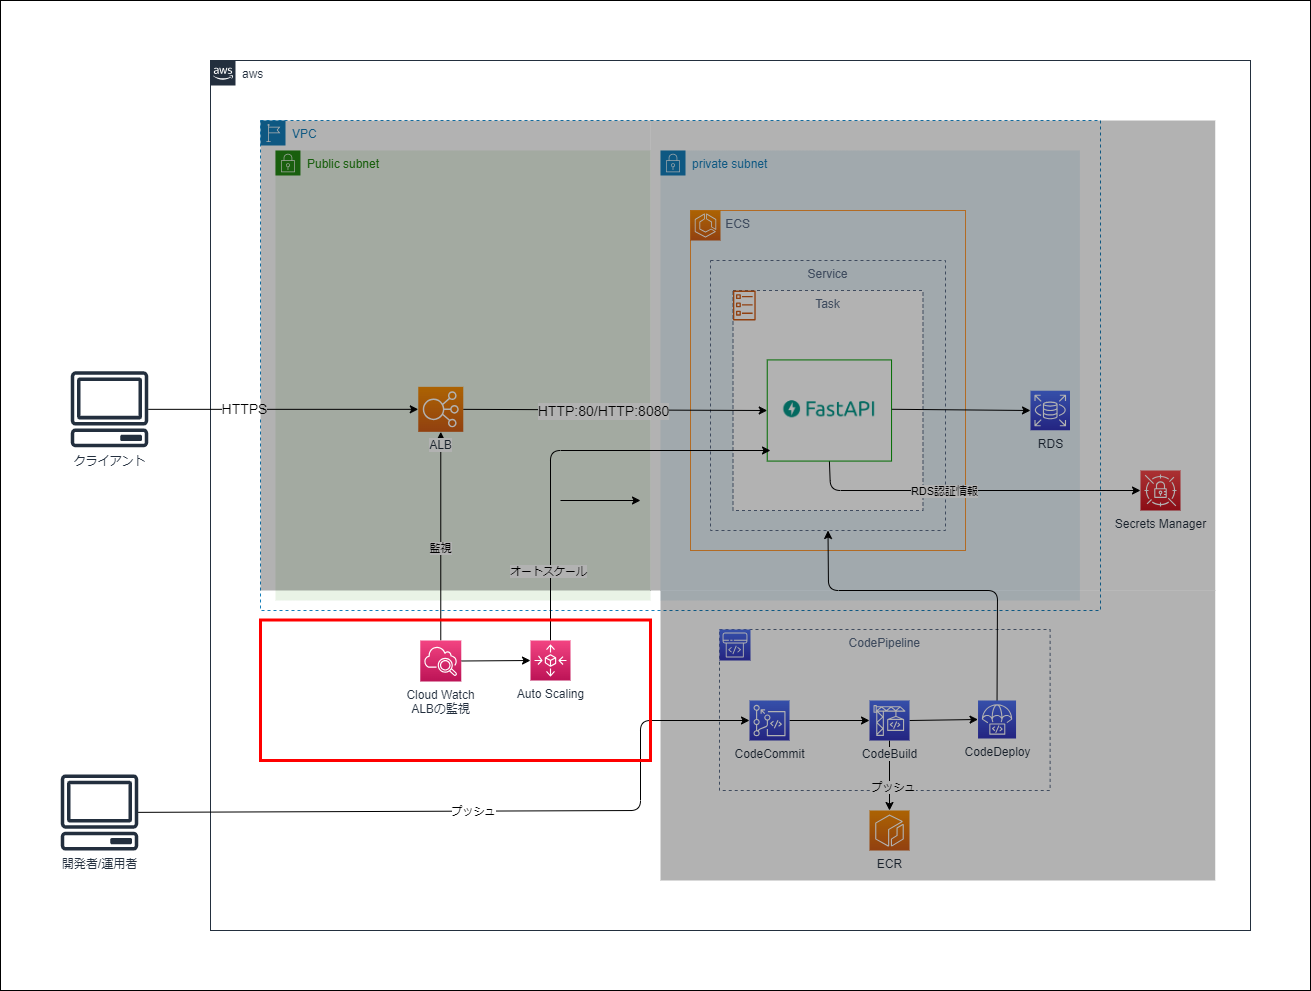 aws
aws
VPC
Public subnet
private subnet
ECS
Service
Task
HTTPS
HTTP:80/HTTP:8080
FastAPI
ALB
RDS
クライアント
RDS認証情報
Secrets Manager
監視
オートスケール
CodePipeline
Cloud Watch
ALBの監視
Auto Scaling
CodeCommit
CodeBuild
CodeDeploy
プッシュ
プッシュ
開発者/運用者
ECR